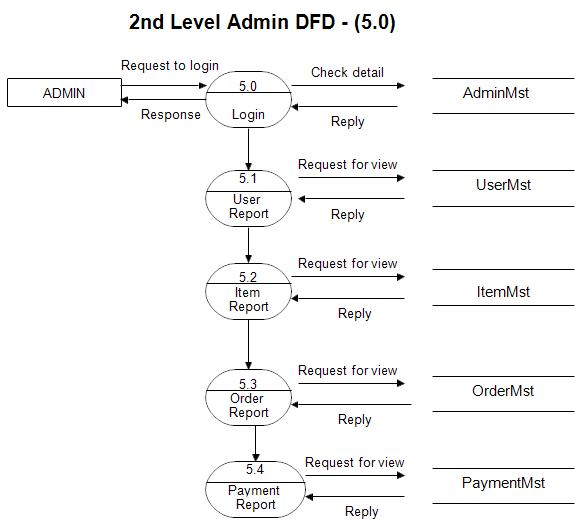 2nd Level Admin DFD - (5.0)
Request to login
Check detail
ADMIN
5.0
Login
AdminMst
Response
Reply
5.1
User
Report
Request for view
UserMst
Reply
5.2
Item
Report
Request for view
ItemMst
Reply
5.3
Order
Report
Request for view
OrderMst
Reply
5.4
Payment
Report
Request for view
PaymentMst
Reply